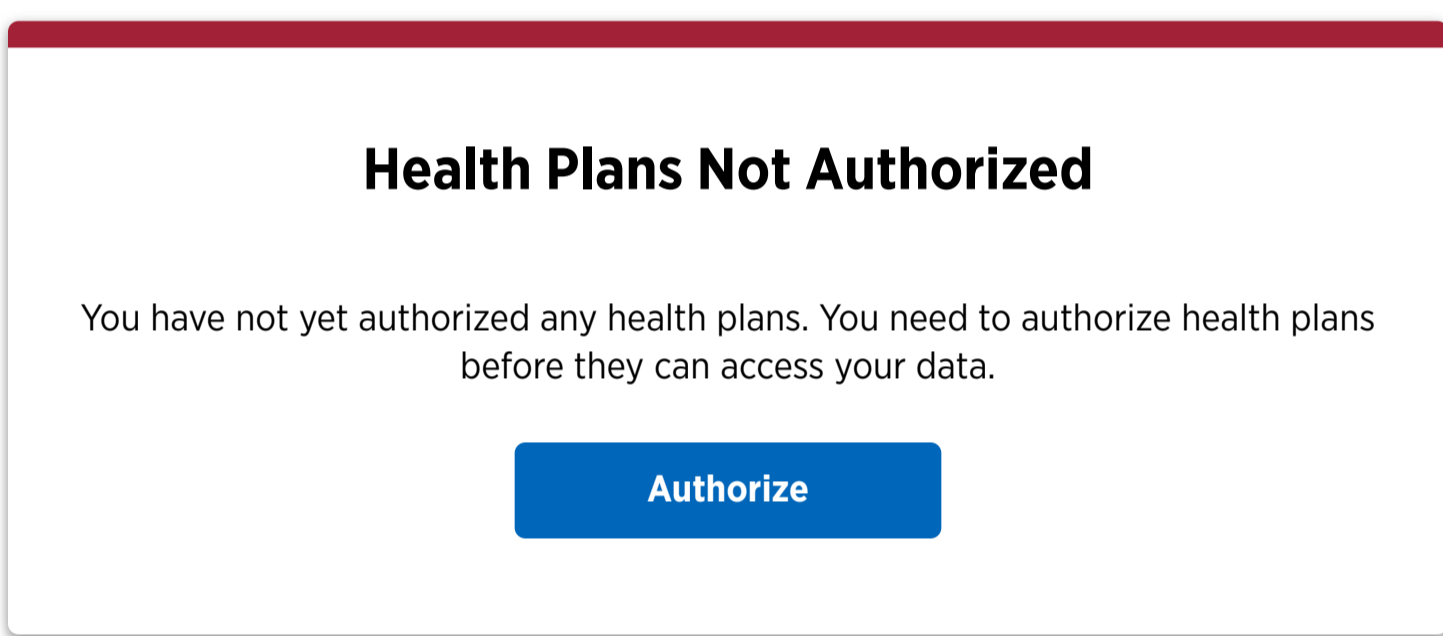 Health Plans Not Authorized
You have not yet authorized any health plans. You need to authorize health plans
before they can access your data.
Authorize